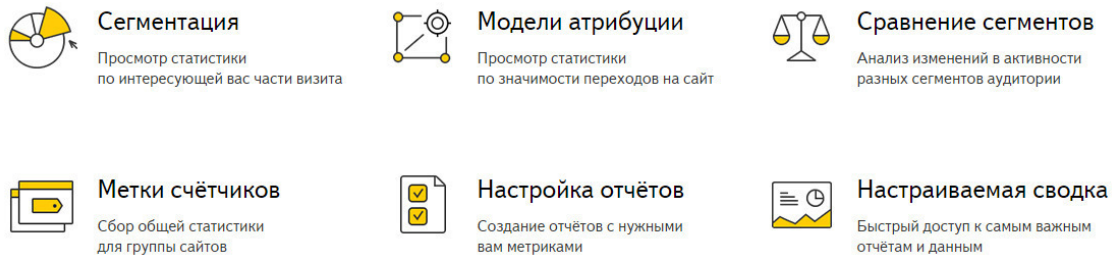 Сегментация
Просмотр статистики
по интересующей вас части визита
Модели атрибуции
Просмотр статистики
по значимости переходов на сайт
Сравнение сегментов
Анализ изменений в активности
разных сегментов аудитории
Метки счётчиков
Сбор общей статистики
для группы сайтов
Настройка отчётов
Создание отчётов с нужными
вам метриками
Настраиваемая сводка
Быстрый доступ к самым важным
отчётам и данным